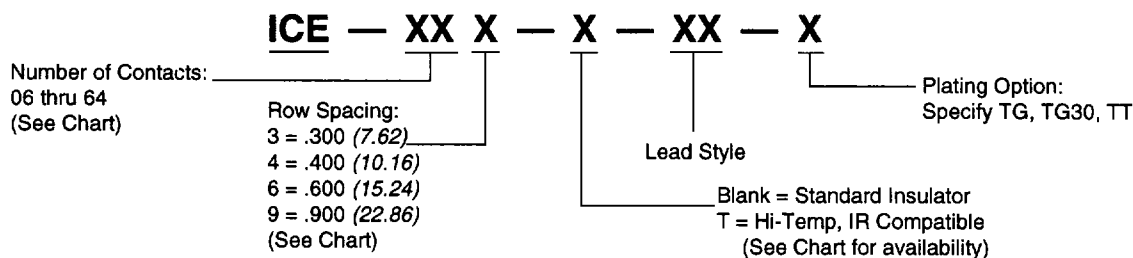 ICE — XX X — X — XX — X
Number of Contacts:
06 thru 64
(See Chart)
Row Spacing:
3 = .300 (7.62)
4 = .400 (10.16)
6 = .600 (15.24)
9 = .900 (22.86)
(See Chart)
Lead Style
Blank = Standard Insulator
T = Hi-Temp, IR Compatible
(See Chart for availability)
Plating Option:
Specify TG, TG30, TT